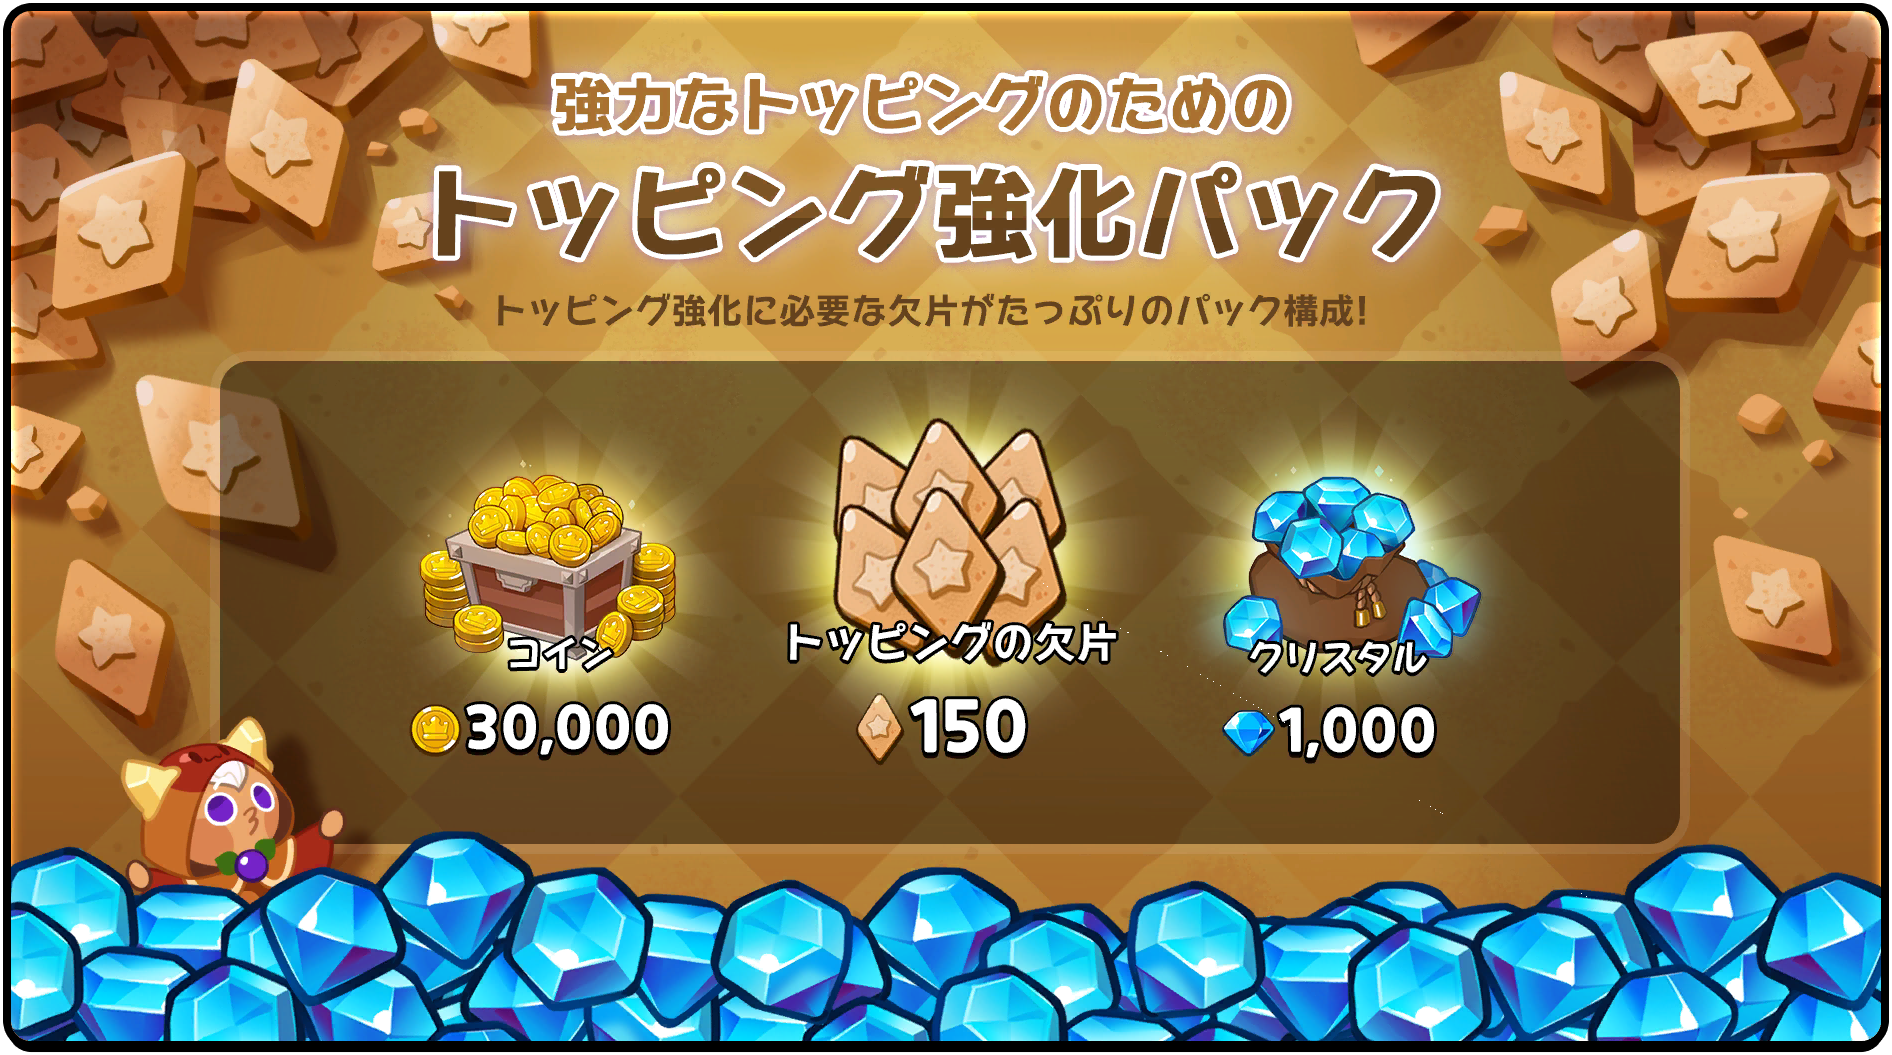 強力なトッピングのための
トッピング強化パック
トッピング強化に必要な欠片がたっぷりのパック構成!
コイン
30,000
トッピングの欠片
150
クリスタル
1,000